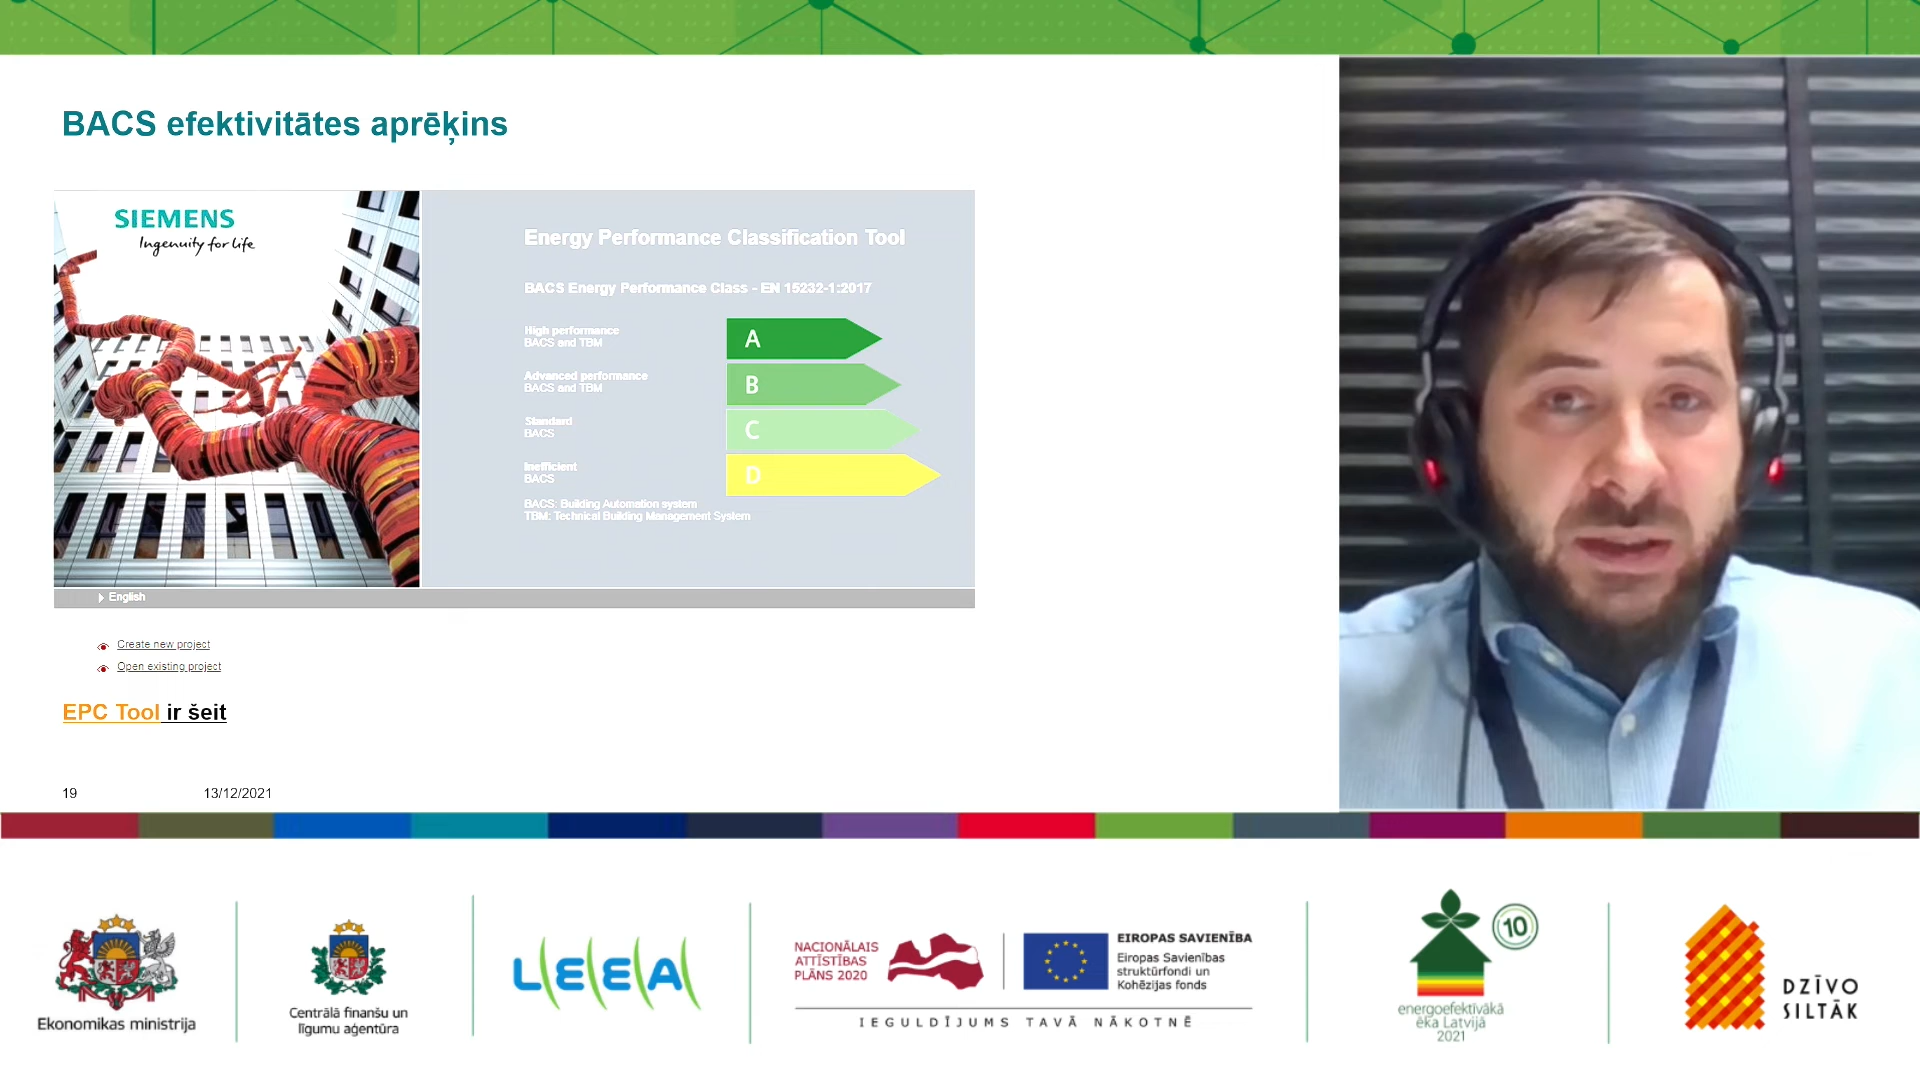 BACS efektivitātes aprēķins
SIEMENS
Ingenuity for life
Energy Performance Classification Tool
BACS Energy Performance Class - EN 15232-1:2017
High performance
BACS and TBM
A
Advanced performance
BACS and TBM
B
Standard
BACS
C
Inefficient
BACS
D
BACS: Building Automation system
TBM: Technical Building Management System
English
Create new project
Open existing project
EPC Tool ir šeit
19
13/12/2021
Ekonomikas ministrija
Centrālā finanšu un
līgumu aģentūra
LEEA
NACIONĀLAIS
ATTĪSTĪBAS
PLĀNS 2020
EIROPAS SAVIENĪBA
Eiropas Savienības
struktūrfondi un
Kohēzijas fonds
IEGULDĪJUMS TAVĀ NĀKOTNĒ
10
energoefektīvākā
ēka Latvijā
2021
DZĪVO
SILTĀK